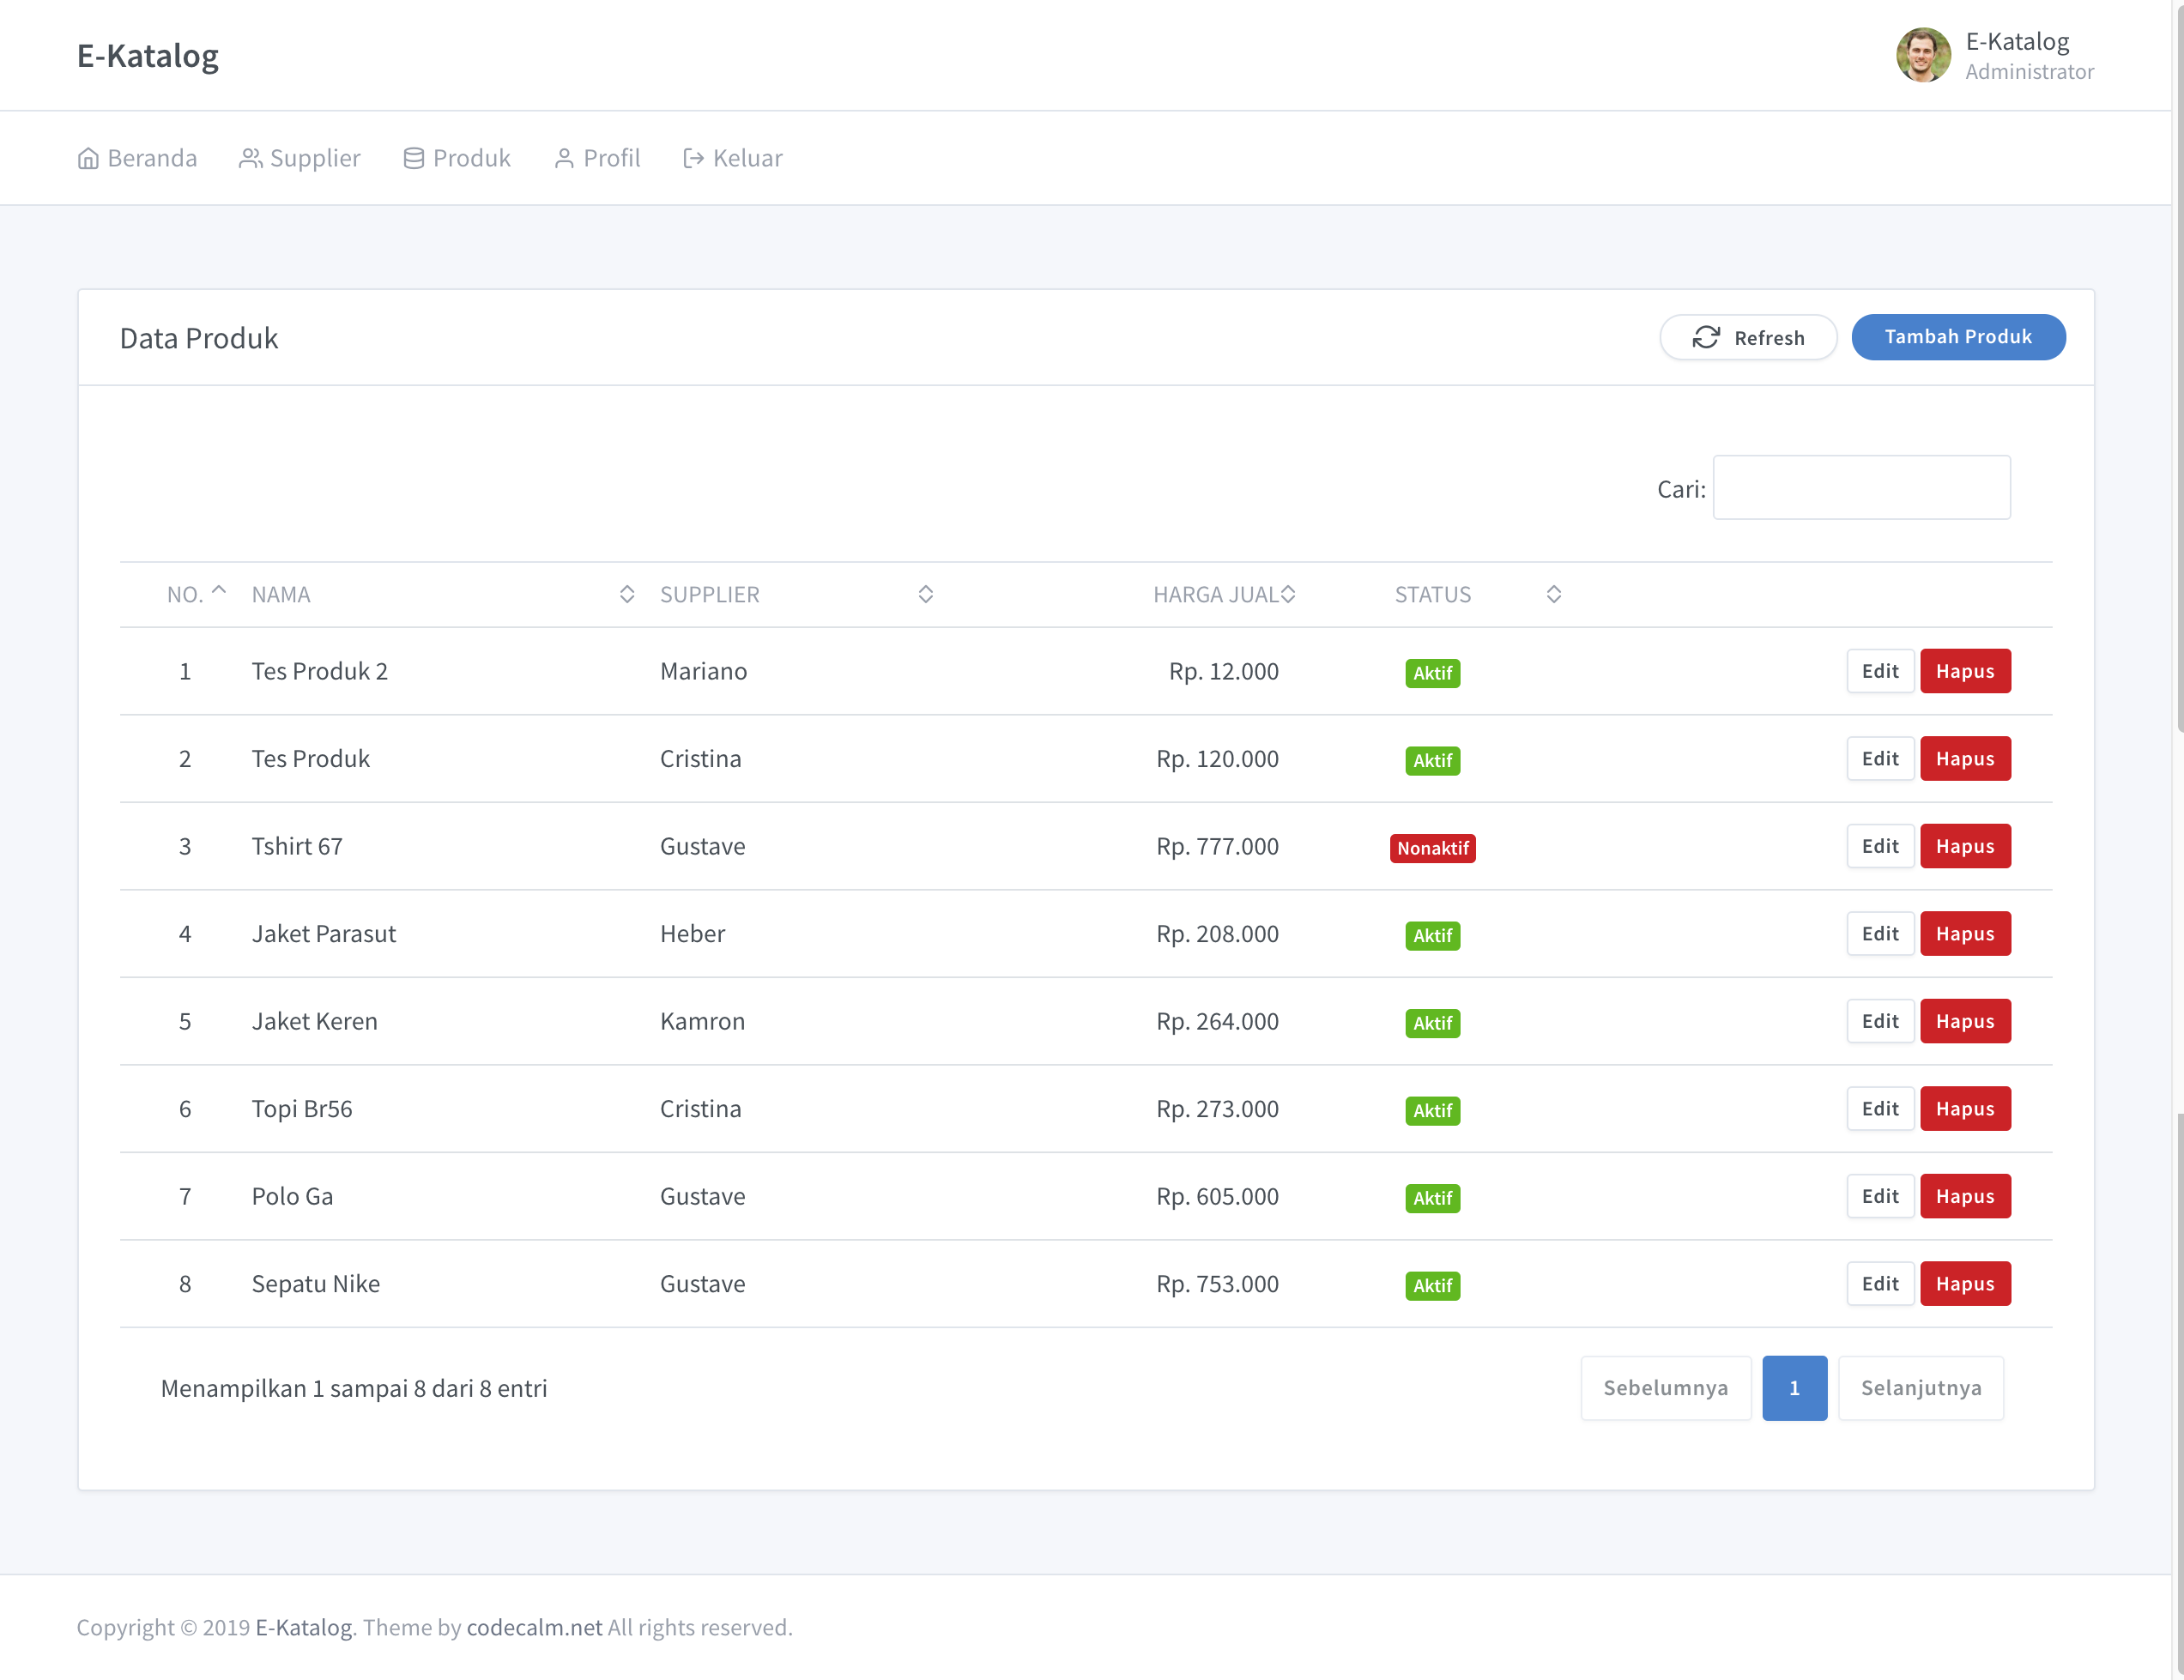 E-Katalog
E-Katalog
Administrator
Beranda Supplier Produk Profil Keluar
Data Produk
Refresh Tambah Produk
Cari:
NO. NAMA SUPPLIER HARGA JUAL STATUS
1 Tes Produk 2 Mariano Rp. 12.000 Aktif Edit Hapus
2 Tes Produk Cristina Rp. 120.000 Aktif Edit Hapus
3 Tshirt 67 Gustave Rp. 777.000 Nonaktif Edit Hapus
4 Jaket Parasut Heber Rp. 208.000 Aktif Edit Hapus
5 Jaket Keren Kamron Rp. 264.000 Aktif Edit Hapus
6 Topi Br56 Cristina Rp. 273.000 Aktif Edit Hapus
7 Polo Ga Gustave Rp. 605.000 Aktif Edit Hapus
8 Sepatu Nike Gustave Rp. 753.000 Aktif Edit Hapus
Menampilkan 1 sampai 8 dari 8 entri
Sebelumnya 1 Selanjutnya
Copyright © 2019 E-Katalog. Theme by codecalm.net All rights reserved.